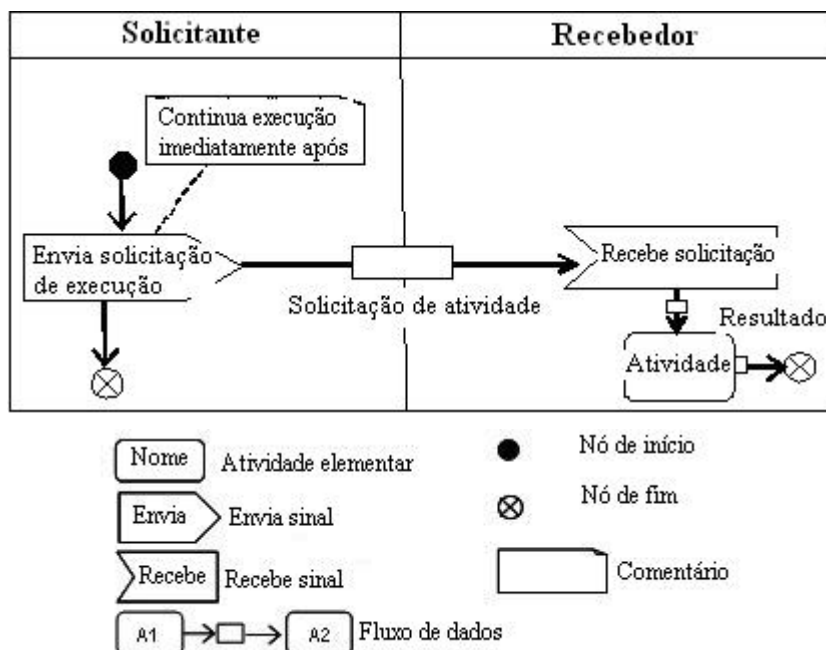 Solicitante
Recebedor
Continua execução
imediatamente após
Envia solicitação
de execução
Solicitação de atividade
Recebe solicitação
Resultado
Atividade
Nome
Atividade elementar
Envia
Envia sinal
Recebe
Recebe sinal
A1
A2
Fluxo de dados
Nó de início
Nó de fim
Comentário